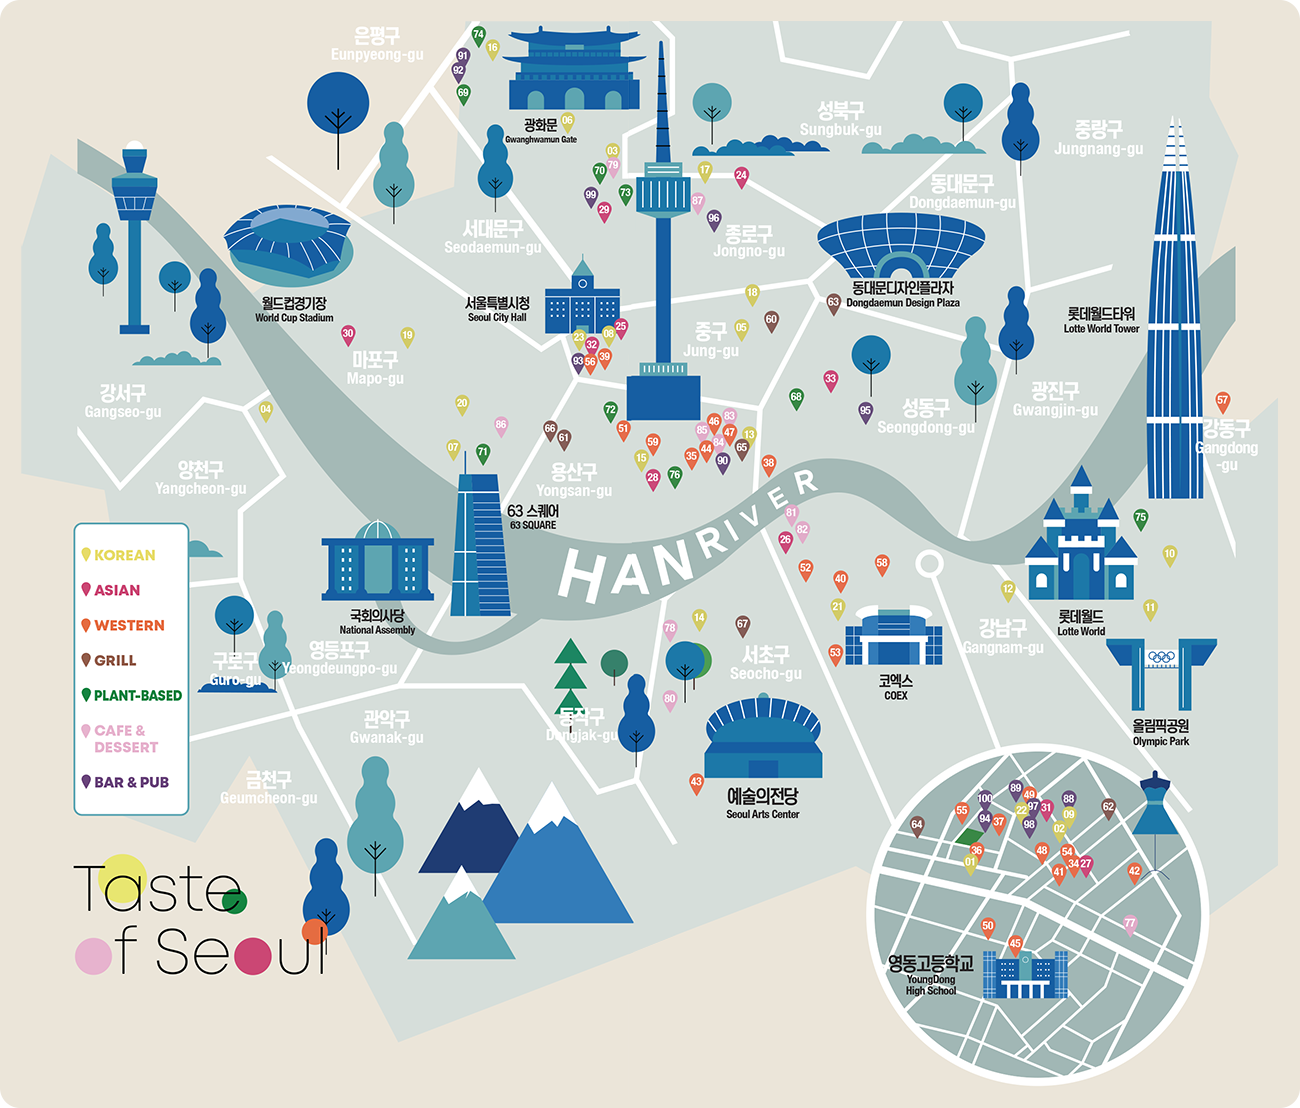 은평구
Eunpyeong-gu
74
16
91
92
69
광화문
Gwanghwamun Gate
06
성북구
Sungbuk-gu
중랑구
Jungnang-gu
03
79
70
17
24
99
73
87
29
96
동대문구
Dongdaemun-gu
서대문구
Seodaemun-gu
종로구
Jongno-gu
월드컵경기장
World Cup Stadium
서울특별시청
Seoul City Hall
동대문디자인플라자
Dongdaemun Design Plaza
롯데월드타워
Lotte World Tower
18
63
60
05
중구
Jung-gu
30
19
마포구
Mapo-gu
23
08
25
32
93
56
39
강서구
Gangseo-gu
04
33
68
95
성동구
Seongdong-gu
광진구
Gwangjin-gu
57
강동구
Gangdong
-gu
20
86
07
71
66
61
72
51
59
15
28
76
35
44
85
46
83
47
84
90
13
65
38
양천구
Yangcheon-gu
용산구
Yongsan-gu
63 스퀘어
63 SQUARE
HANRIVER
81
82
26
75
10
KOREAN
ASIAN
WESTERN
GRILL
PLANT-BASED
CAFE &
DESSERT
BAR & PUB
국회의사당
National Assembly
52
40
58
21
12
11
롯데월드
Lotte World
구로구
Guro-gu
영등포구
Yeongdeungpo-gu
78
14
67
53
서초구
Seocho-gu
강남구
Gangnam-gu
코엑스
COEX
80
관악구
Gwanak-gu
동작구
Dongjak-gu
올림픽공원
Olympic Park
금천구
Geumcheon-gu
43
예술의전당
Seoul Arts Center
Taste
of Seoul
89
100
49
88
55
22
97
31
62
64
94
37
98
09
02
36
01
48
54
34
27
41
42
77
50
45
영동고등학교
YoungDong
High School